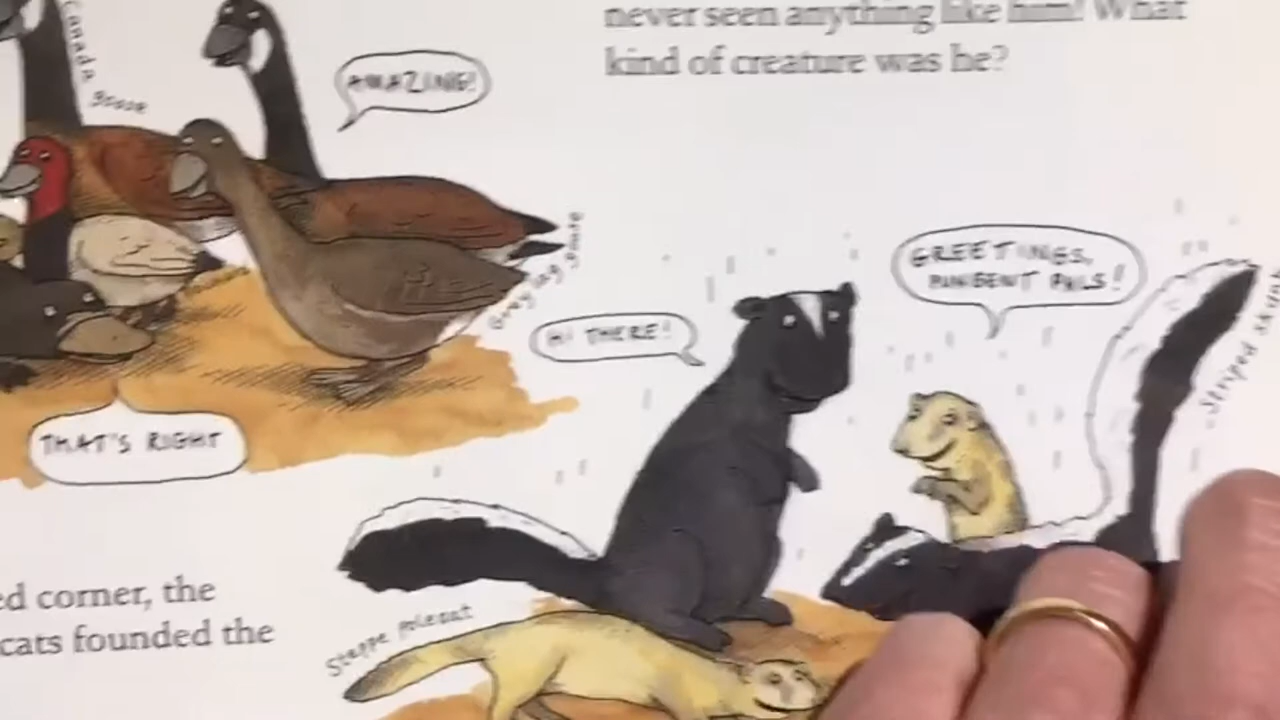 never seen anything like him! What
kind of creature was he?
Canada goose
AMAZING!
Greylag goose
GREETINGS,
PUNGENT PALS!
HI THERE!
Striped skunk
THAT'S RIGHT
ed corner, the
cats founded the
Steppe polecat